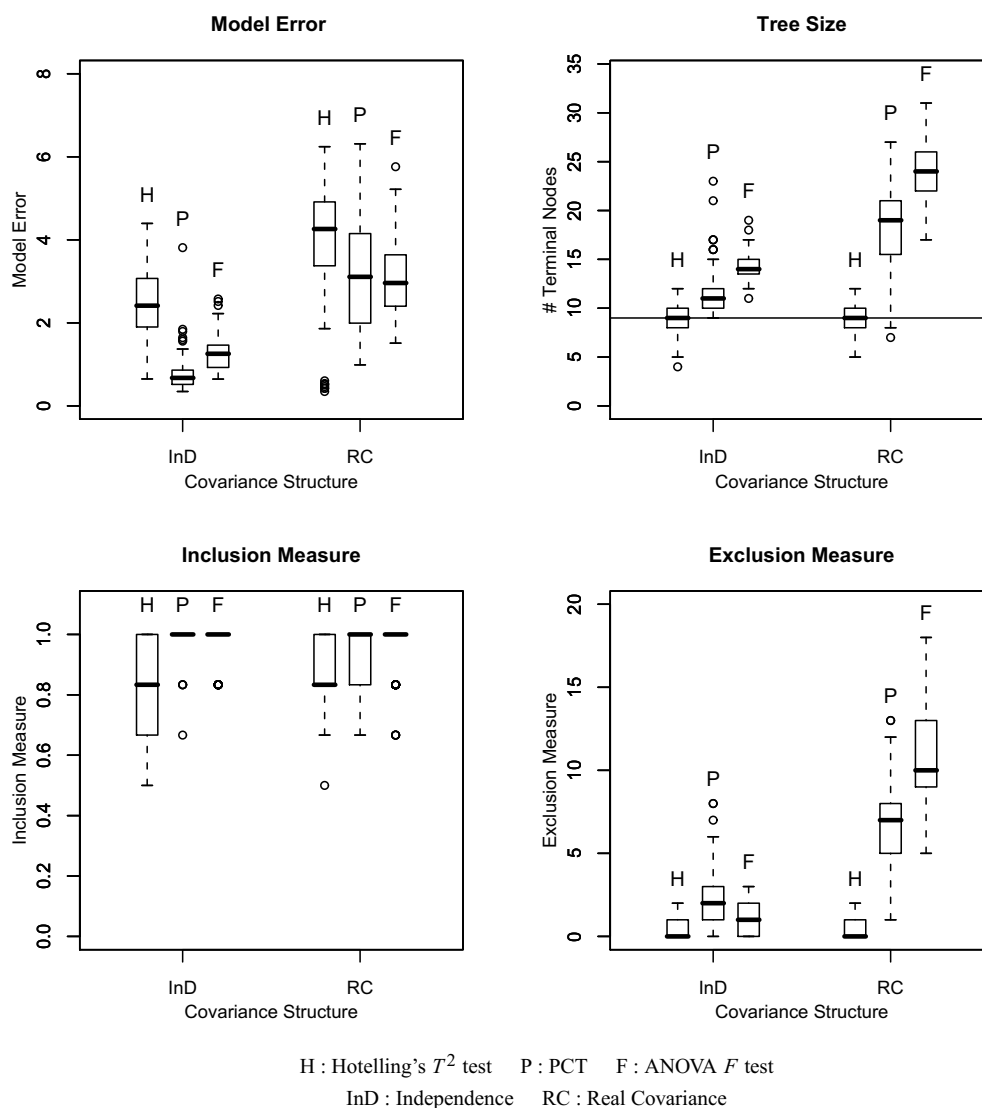 Model Error
Model Error
0 2 4 6 8
H P F H P F
InD RC
Covariance Structure
Tree Size
# Terminal Nodes
0 5 10 15 20 25 30 35
H P F H P F
InD RC
Covariance Structure
Inclusion Measure
Inclusion Measure
0.0 0.2 0.4 0.6 0.8 1.0
H P F H P F
InD RC
Covariance Structure
Exclusion Measure
Exclusion Measure
0 5 10 15 20
H P F H P F
InD RC
Covariance Structure
H : Hotelling's T² test P : PCT F : ANOVA F test
InD : Independence RC : Real Covariance